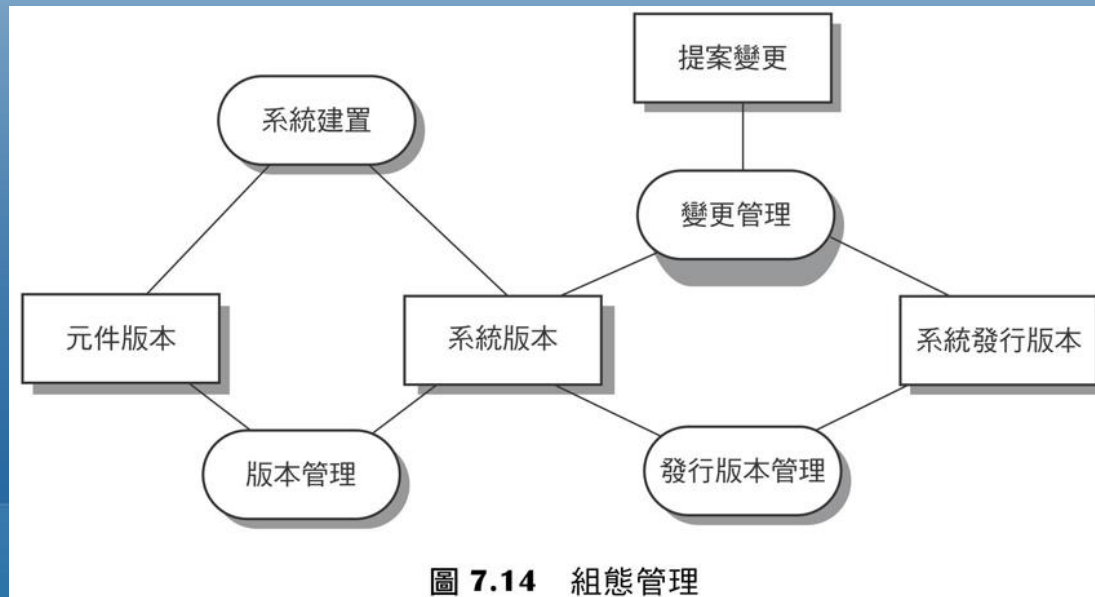 提案變更
系統建置
變更管理
元件版本
系統版本
系統發行版本
版本管理
發行版本管理
圖 7.14 組態管理